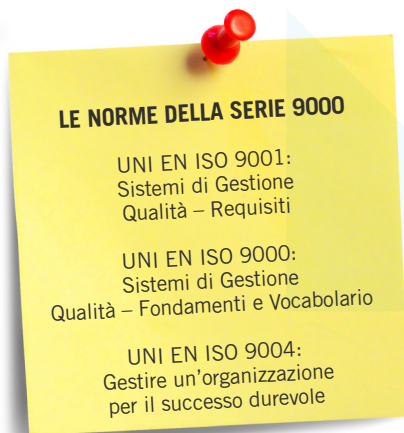 LE NORME DELLA SERIE 9000
UNI EN ISO 9001:
Sistemi di Gestione
Qualità – Requisiti
UNI EN ISO 9000:
Sistemi di Gestione
Qualità – Fondamenti e Vocabolario
UNI EN ISO 9004:
Gestire un'organizzazione
per il successo durevole